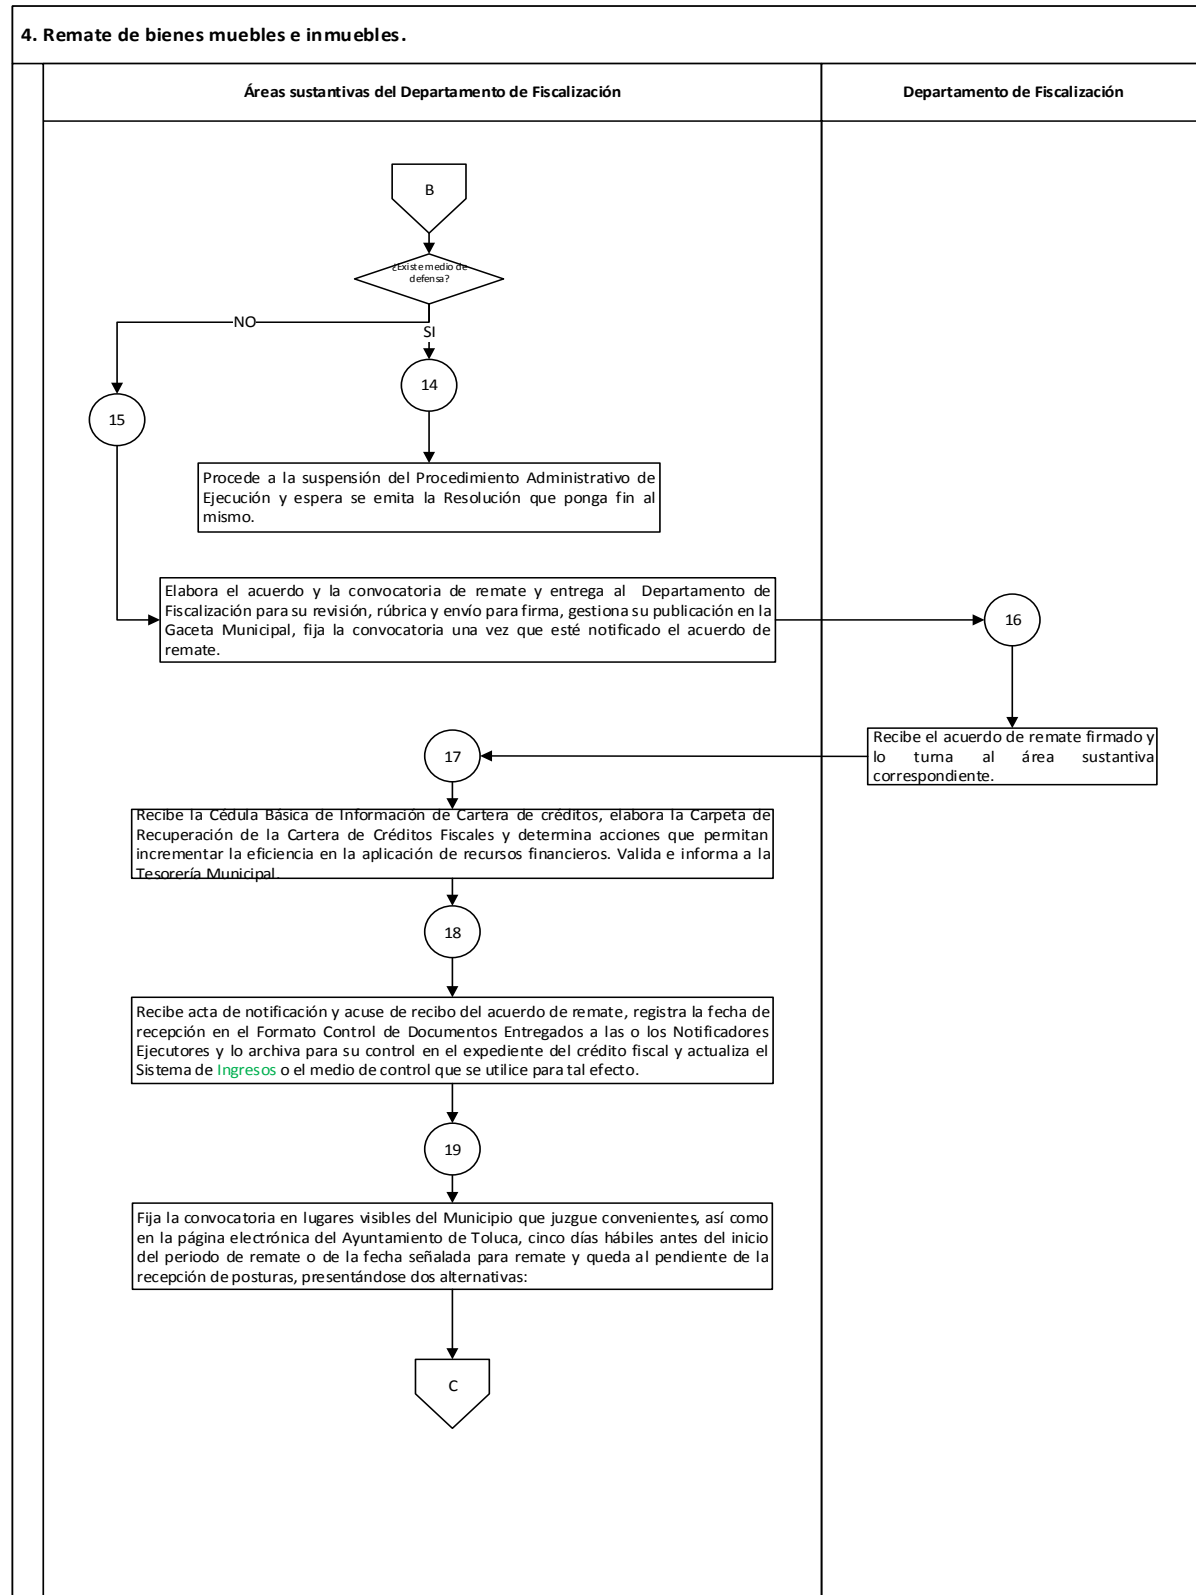 4. Remate de bienes muebles e inmuebles.
Áreas sustantivas del Departamento de Fiscalización
Departamento de Fiscalización
B
¿Existe medio de
defensa?
NO
SI
14
15
Procede a la suspensión del Procedimiento Administrativo de
Ejecución y espera se emita la Resolución que ponga fin al
mismo.
Elabora el acuerdo y la convocatoria de remate y entrega al Departamento de
Fiscalización para su revisión, rúbrica y envío para firma, gestiona su publicación en la
Gaceta Municipal, fija la convocatoria una vez que esté notificado el acuerdo de
remate.
16
Recibe el acuerdo de remate firmado y
lo turna al área sustantiva
correspondiente.
17
Recibe la Cédula Básica de Información de Cartera de créditos, elabora la Carpeta de
Recuperación de la Cartera de Créditos Fiscales y determina acciones que permitan
incrementar la eficiencia en la aplicación de recursos financieros. Valida e informa a la
Tesorería Municipal.
18
Recibe acta de notificación y acuse de recibo del acuerdo de remate, registra la fecha de
recepción en el Formato Control de Documentos Entregados a las o los Notificadores
Ejecutores y lo archiva para su control en el expediente del crédito fiscal y actualiza el
Sistema de Ingresos o el medio de control que se utilice para tal efecto.
19
Fija la convocatoria en lugares visibles del Municipio que juzgue convenientes, así como
en la página electrónica del Ayuntamiento de Toluca, cinco días hábiles antes del inicio
del periodo de remate o de la fecha señalada para remate y queda al pendiente de la
recepción de posturas, presentándose dos alternativas:
C